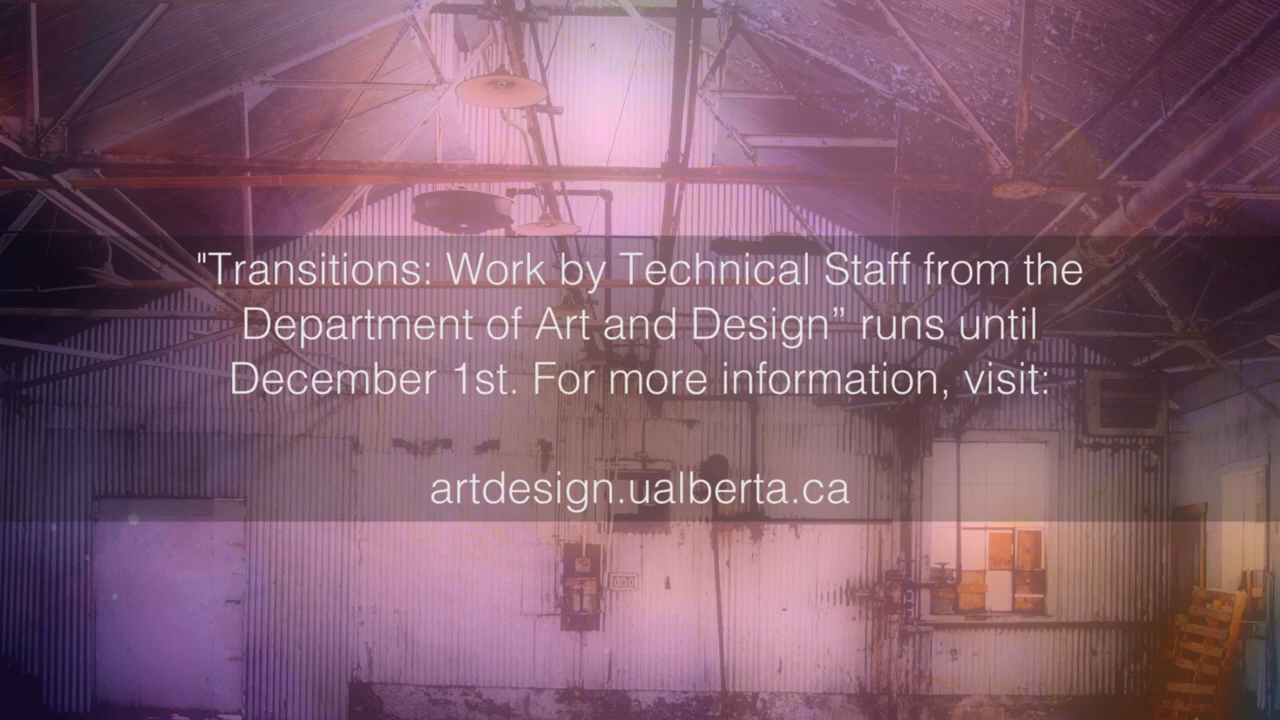 "Transitions: Work by Technical Staff from the
Department of Art and Design” runs until
December 1st. For more information, visit:
artdesign.ualberta.ca